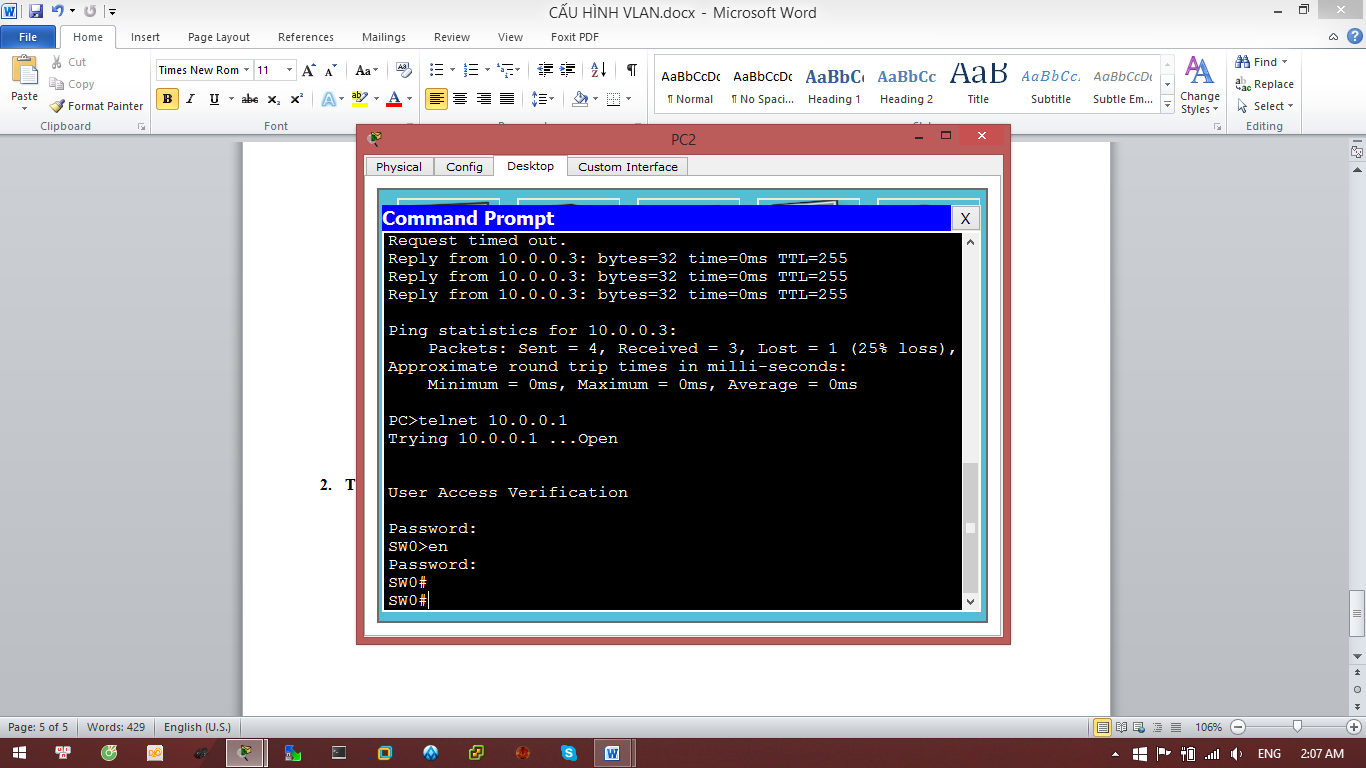 CẤU HÌNH VLAN.docx - Microsoft Word
File Home Insert Page Layout References Mailings Review View Foxit PDF
Paste
Cut
Copy
Format Painter
Clipboard
Times New Rom 11
Font
AaBbCcDc AaBbCcDc AaBbC AaBbCc AaB AaBbCc. AaBbCcDc
¶ Normal ¶ No Spaci... Heading 1 Heading 2 Title Subtitle Subtle Em...
Change Styles
Find
Replace
Select
Editing
PC2
Physical Config Desktop Custom Interface
Command Prompt X
Request timed out.
Reply from 10.0.0.3: bytes=32 time=0ms TTL=255
Reply from 10.0.0.3: bytes=32 time=0ms TTL=255
Reply from 10.0.0.3: bytes=32 time=0ms TTL=255
Ping statistics for 10.0.0.3:
Packets: Sent = 4, Received = 3, Lost = 1 (25% loss),
Approximate round trip times in milli-seconds:
Minimum = 0ms, Maximum = 0ms, Average = 0ms
PC>telnet 10.0.0.1
Trying 10.0.0.1 ...Open
User Access Verification
Password:
SW0>en
Password:
SW0#
SW0#
2. T
Page: 5 of 5 Words: 429 English (U.S.) 106%
ENG 2:07 AM